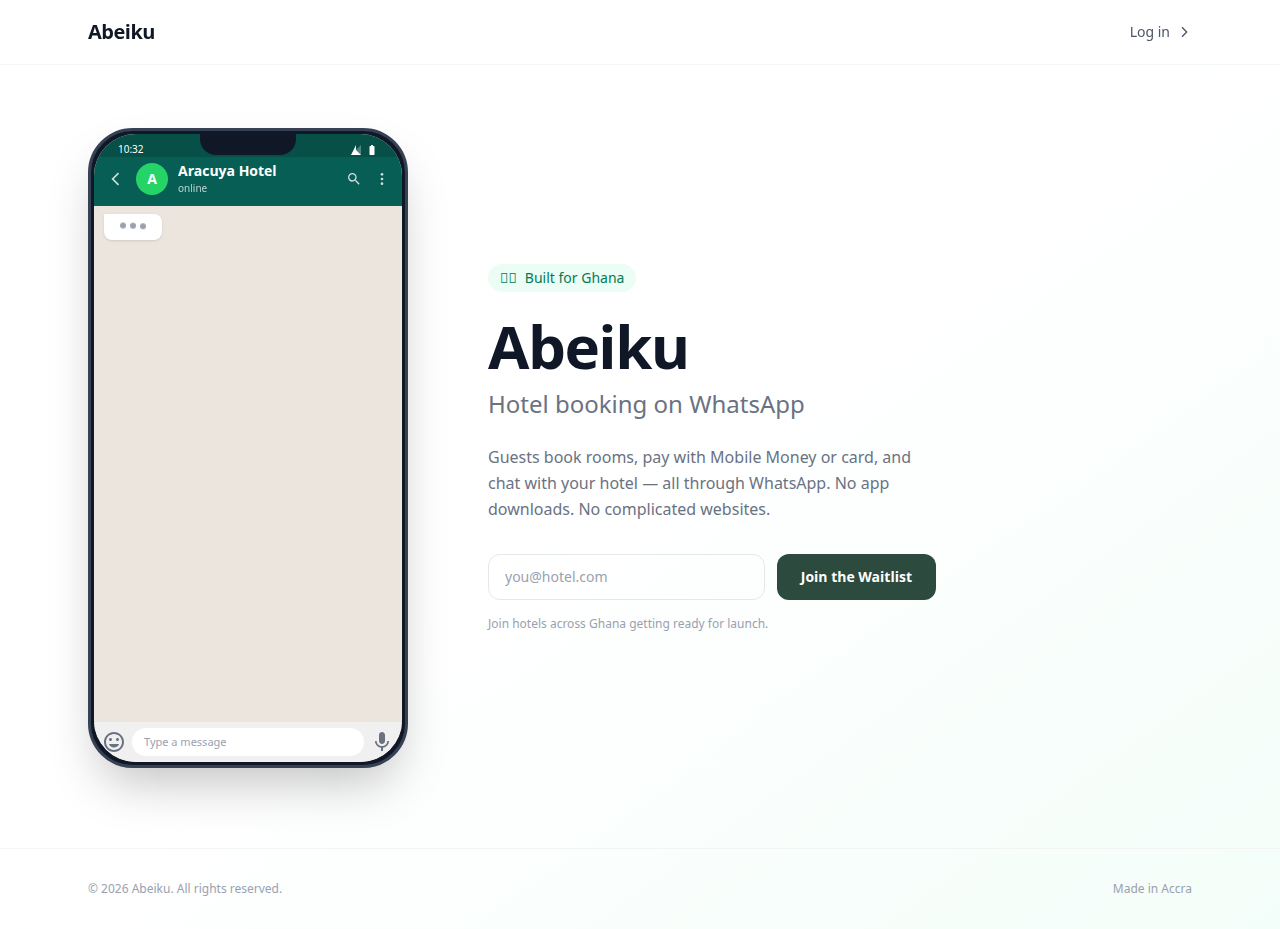 Abeiku
Log in
10:32
A
Aracuya Hotel
online
Type a message
Built for Ghana
Abeiku
Hotel booking on WhatsApp
Guests book rooms, pay with Mobile Money or card, and
chat with your hotel — all through WhatsApp. No app
downloads. No complicated websites.
you@hotel.com
Join the Waitlist
Join hotels across Ghana getting ready for launch.
© 2026 Abeiku. All rights reserved.
Made in Accra